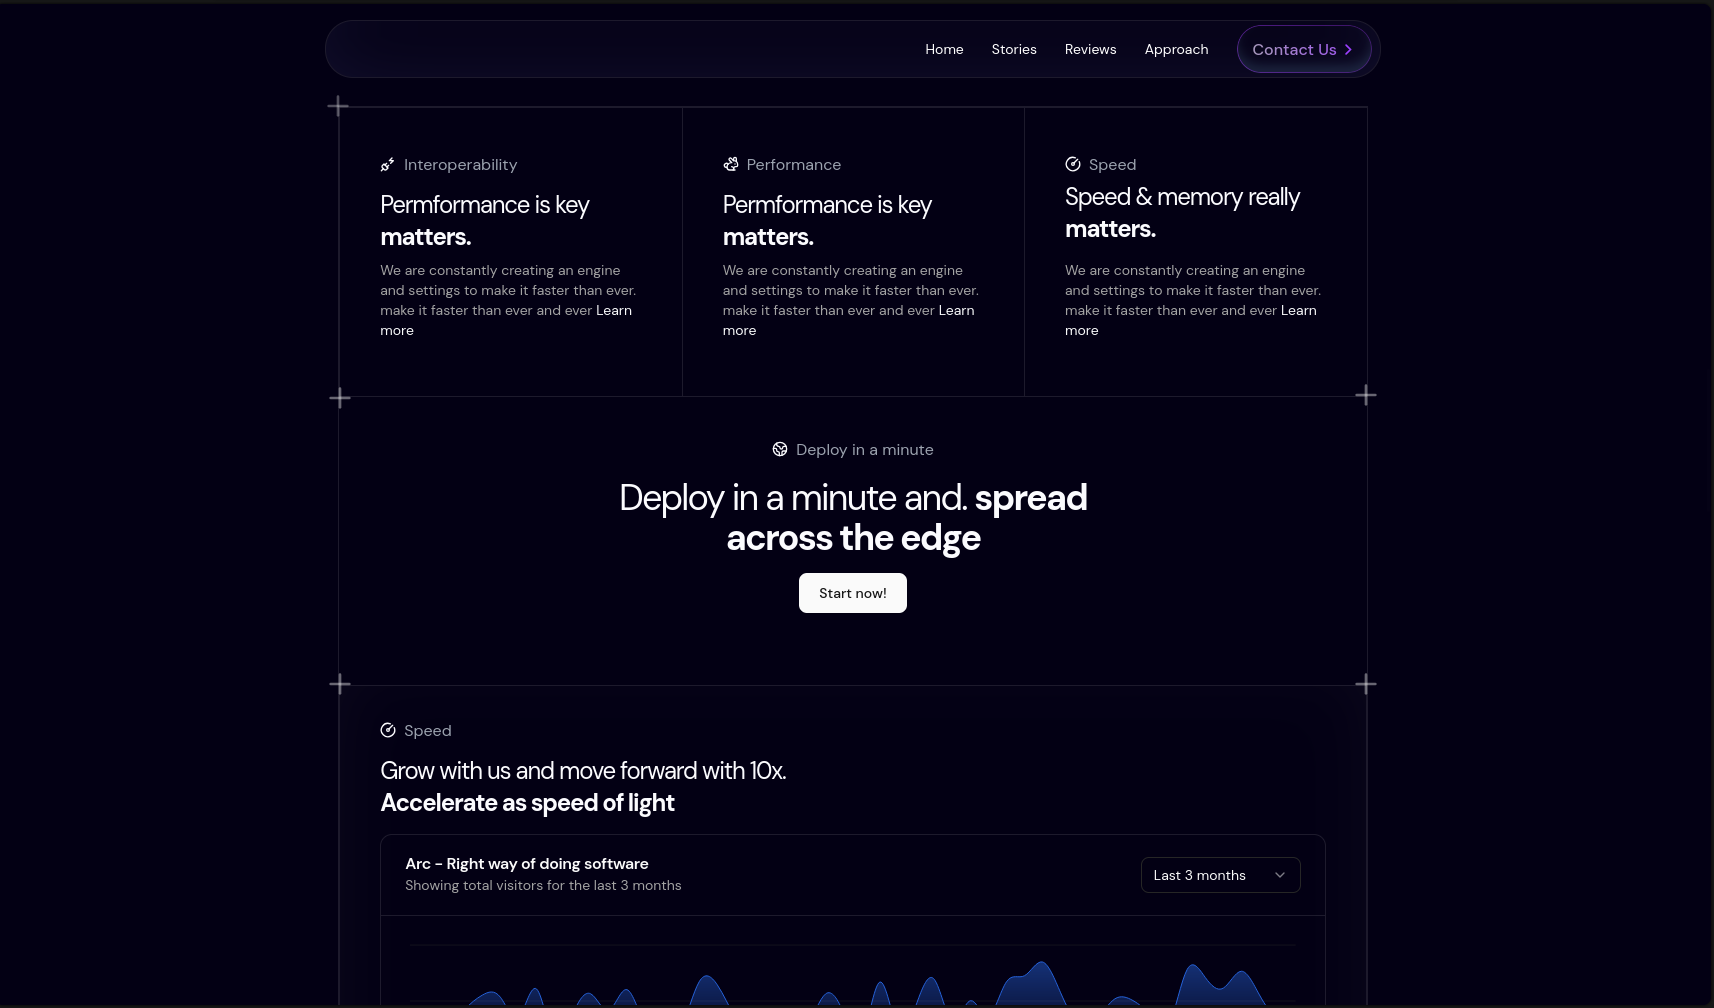 Home Stories Reviews Approach Contact Us
Interoperability
Permformance is key
matters.
We are constantly creating an engine
and settings to make it faster than ever.
make it faster than ever and ever Learn
more
Performance
Permformance is key
matters.
We are constantly creating an engine
and settings to make it faster than ever.
make it faster than ever and ever Learn
more
Speed
Speed & memory really
matters.
We are constantly creating an engine
and settings to make it faster than ever.
make it faster than ever and ever Learn
more
Deploy in a minute
Deploy in a minute and. spread
across the edge
Start now!
Speed
Grow with us and move forward with 10x.
Accelerate as speed of light
Arc - Right way of doing software
Showing total visitors for the last 3 months
Last 3 months